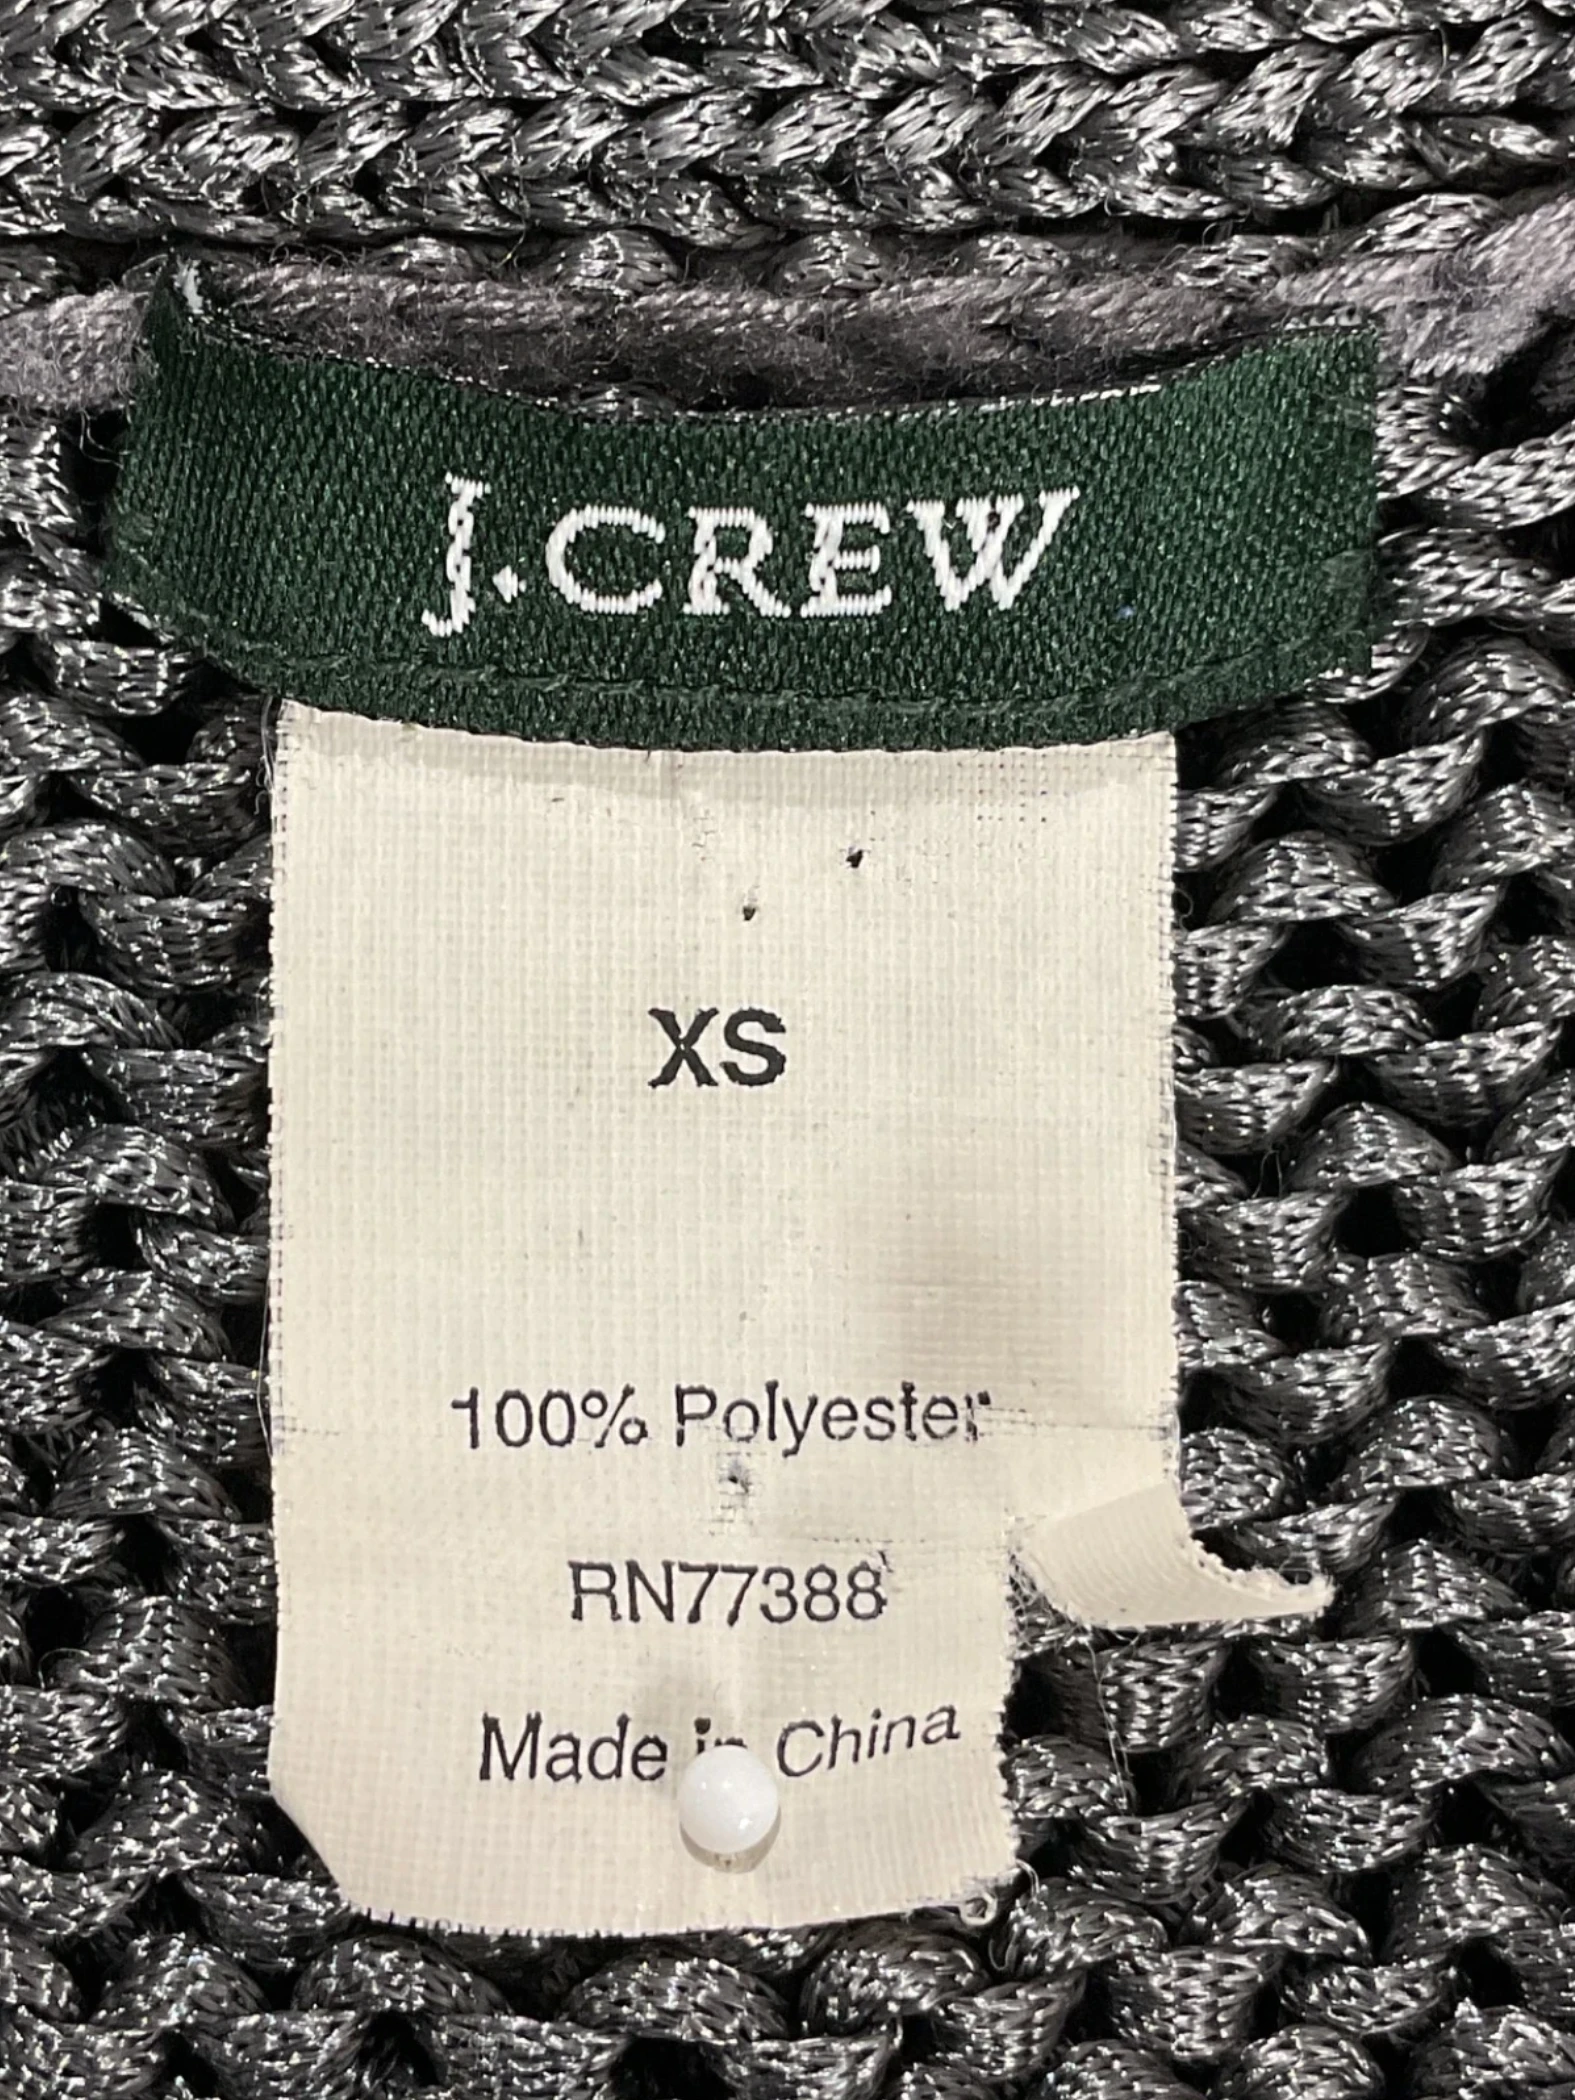 J.CREW
XS
100% Polyester
RN77388
Made in China